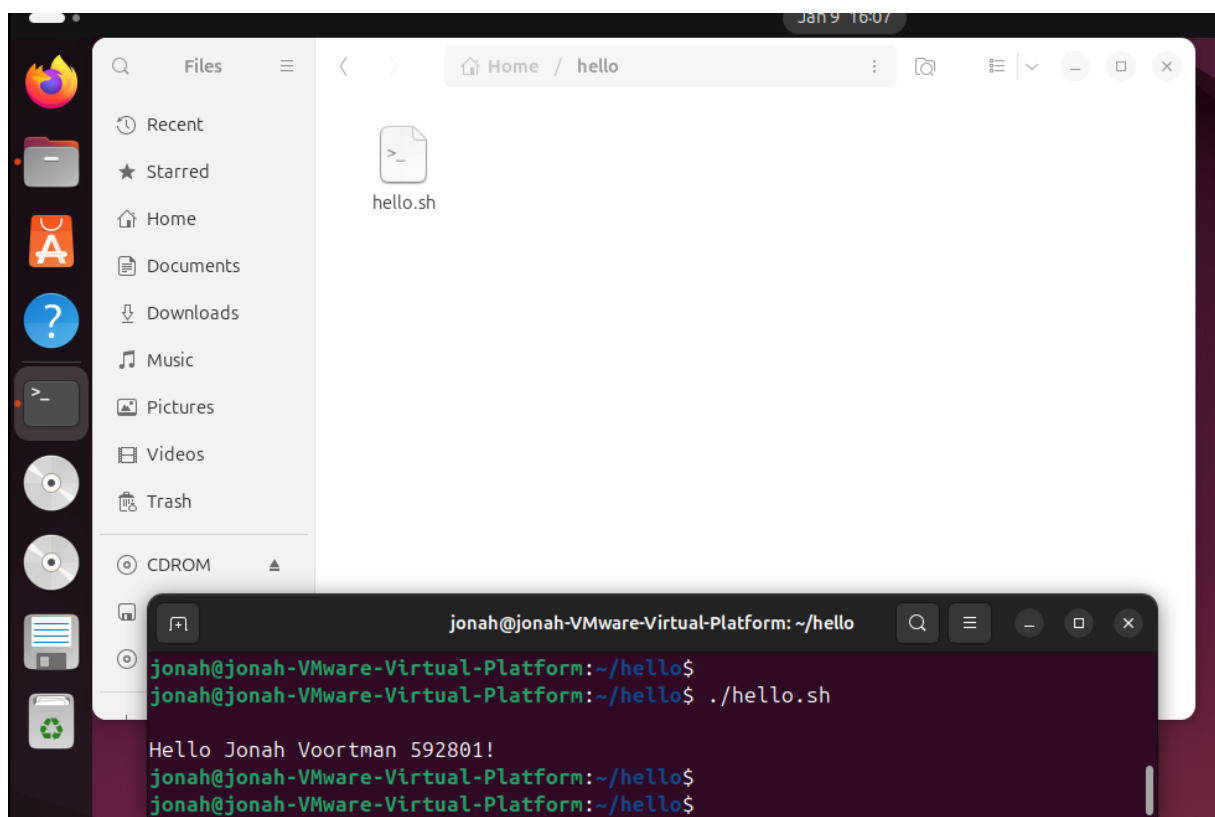 Jan 9 16:07
Files
Home / hello
Recent
Starred
Home
Documents
Downloads
Music
Pictures
Videos
Trash
CDROM
>_
hello.sh
>_
jonah@jonah-VMware-Virtual-Platform: ~/hello
jonah@jonah-VMware-Virtual-Platform:~/hello$
jonah@jonah-VMware-Virtual-Platform:~/hello$ ./hello.sh
Hello Jonah Voortman 592801!
jonah@jonah-VMware-Virtual-Platform:~/hello$
jonah@jonah-VMware-Virtual-Platform:~/hello$